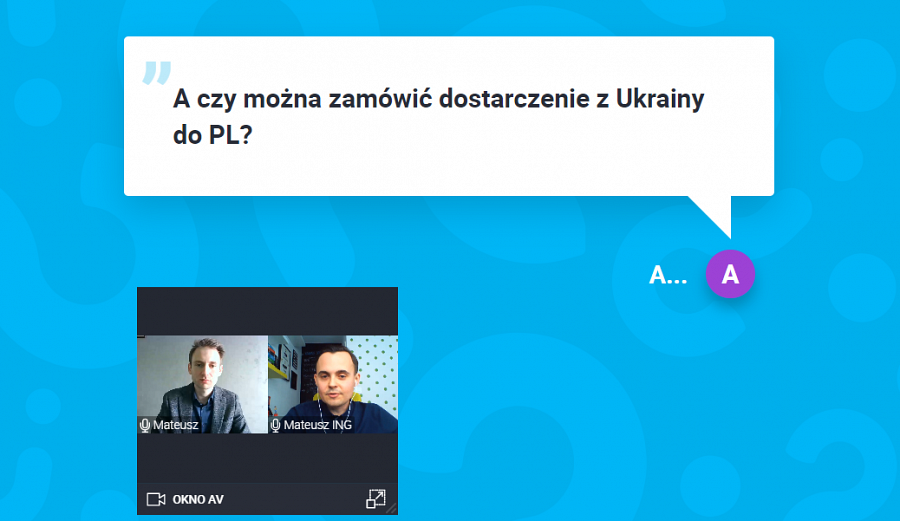 A czy można zamówić dostarczenie z Ukrainy
do PL?
A...
A
Mateusz
Mateusz ING
OKNO AV